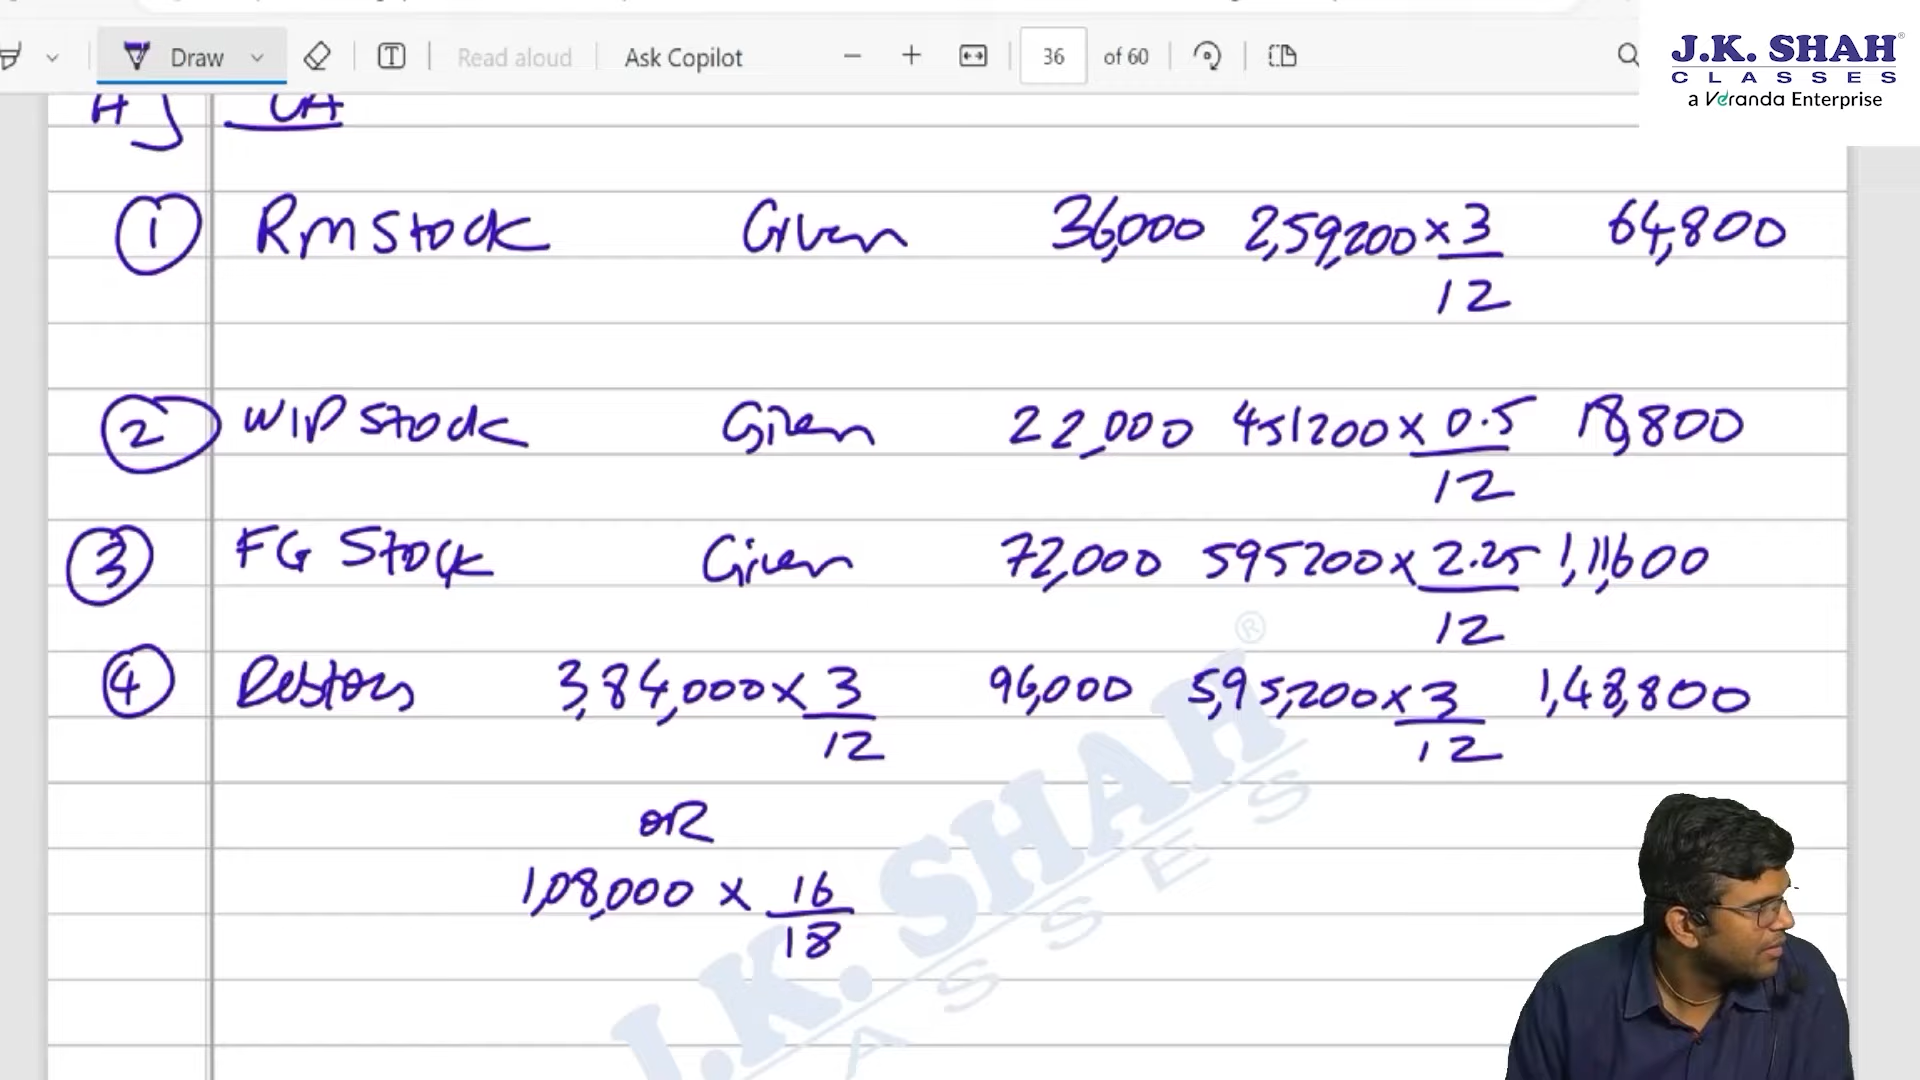 Draw
Read aloud
Ask Copilot
36 of 60
J.K. SHAH®
CLASSES
a Veranda Enterprise
A] CA
① RM Stock Given 36,000 2,59,200 × 3/12 64,800
② WIP Stock Given 22,000 451200 × 0.5/12 18,800
③ FG Stock Given 72,000 595200 × 2.25/12 1,11,600
④ Debtors 3,84,000 × 3/12 96,000 5,95,200 × 3/12 1,48,800
OR
1,08,000 × 16/18
J.K. SHAH®
ASSES